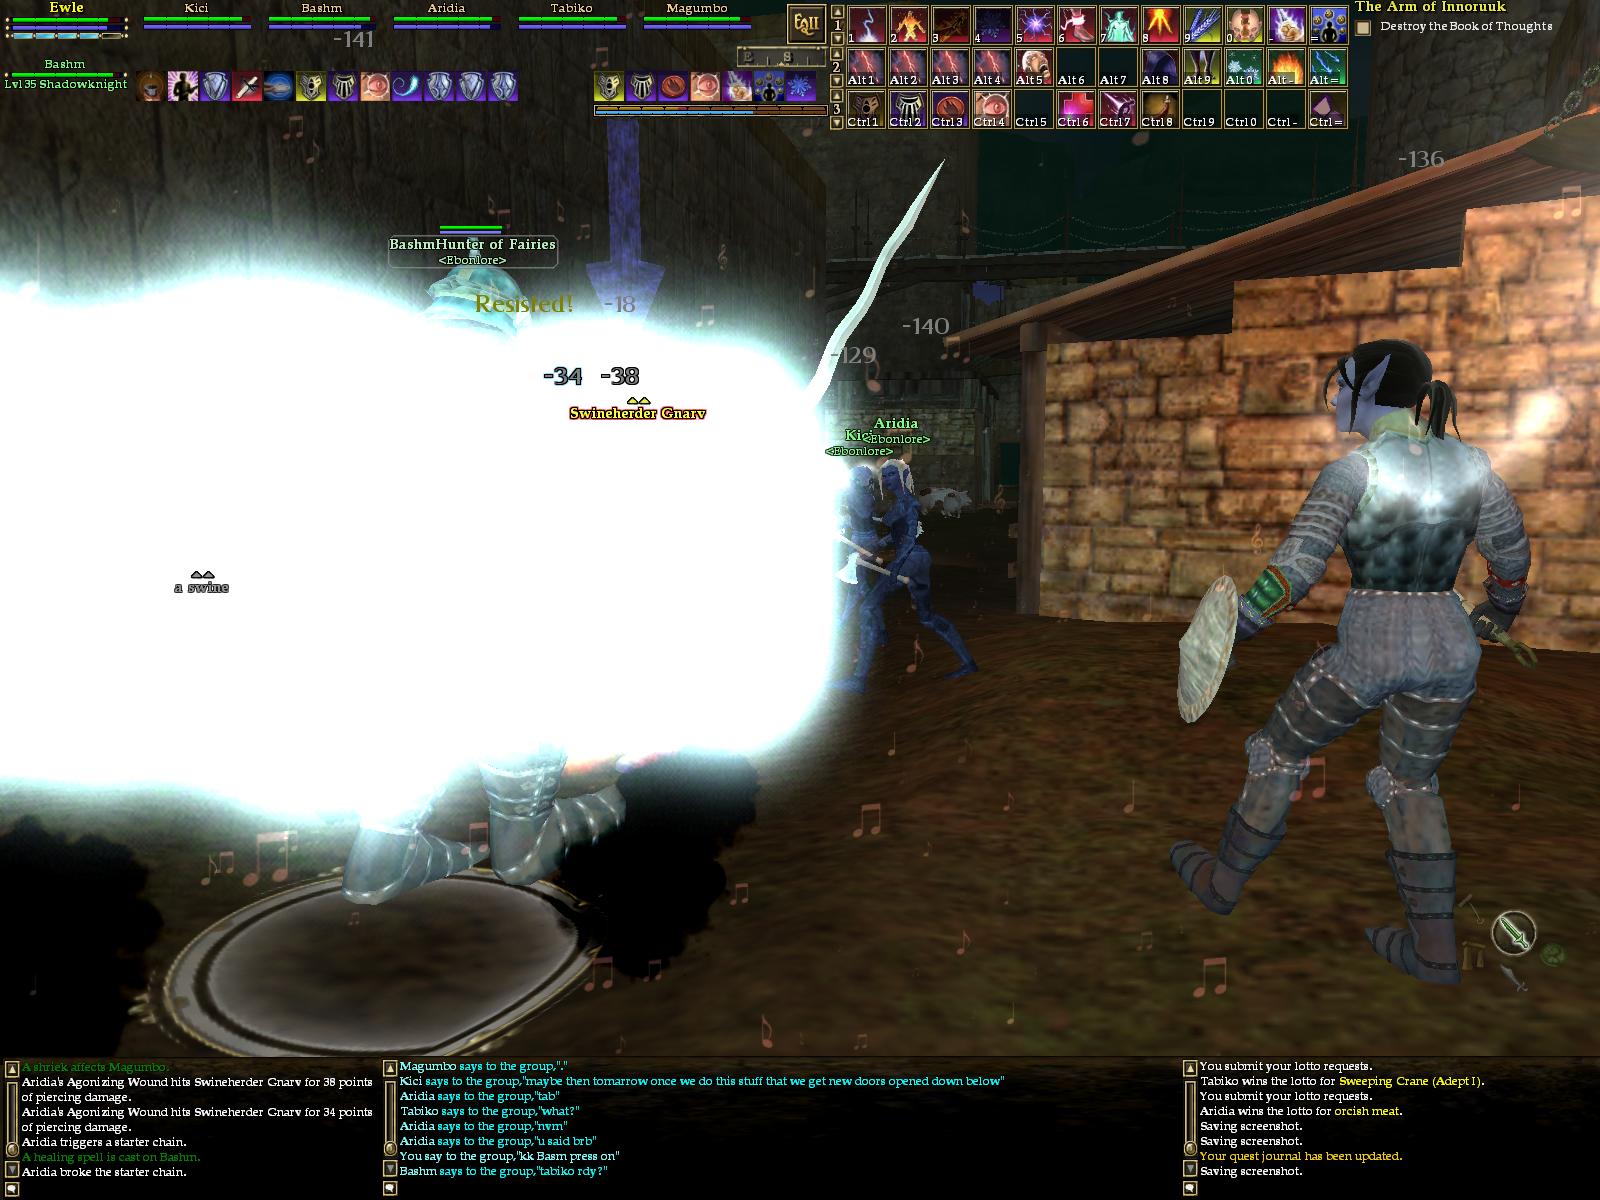 Ewle
Kici
Bashm
Aridia
Tabiko
Magumbo
-141
Bashm
Lvl 35 Shadowknight
EQII
E
S
1
2
3
1
2
3
4
5
6
7
8
9
0
-
=
Alt1
Alt2
Alt3
Alt4
Alt5
Alt6
Alt7
Alt8
Alt9
Alt0
Alt-
Alt=
Ctrl1
Ctrl2
Ctrl3
Ctrl4
Ctrl5
Ctrl6
Ctrl7
Ctrl8
Ctrl9
Ctrl0
Ctrl-
Ctrl=
The Arm of Innoruuk
Destroy the Book of Thoughts
-136
BashmHunter of Fairies
<Ebonlore>
Resisted!
-18
-140
-129
-34
-38
Swineherder Gnarv
Aridia
<Ebonlore>
Kici
<Ebonlore>
a swine
A shriek affects Magumbo.
Aridia's Agonizing Wound hits Swineherder Gnarv for 38 points
of piercing damage.
Aridia's Agonizing Wound hits Swineherder Gnarv for 34 points
of piercing damage.
Aridia triggers a starter chain.
A healing spell is cast on Bashm.
Aridia broke the starter chain.
Magumbo says to the group,"."
Kici says to the group,"maybe then tomarrow once we do this stuff that we get new doors opened down below"
Aridia says to the group,"tab"
Tabiko says to the group,"what?"
Aridia says to the group,"nvm"
Aridia says to the group,"u said brb"
You say to the group,"kk Basm press on"
Bashm says to the group,"tabiko rdy?"
You submit your lotto requests.
Tabiko wins the lotto for Sweeping Crane (Adept I).
You submit your lotto requests.
Aridia wins the lotto for orcish meat.
Saving screenshot.
Saving screenshot.
Your quest journal has been updated.
Saving screenshot.